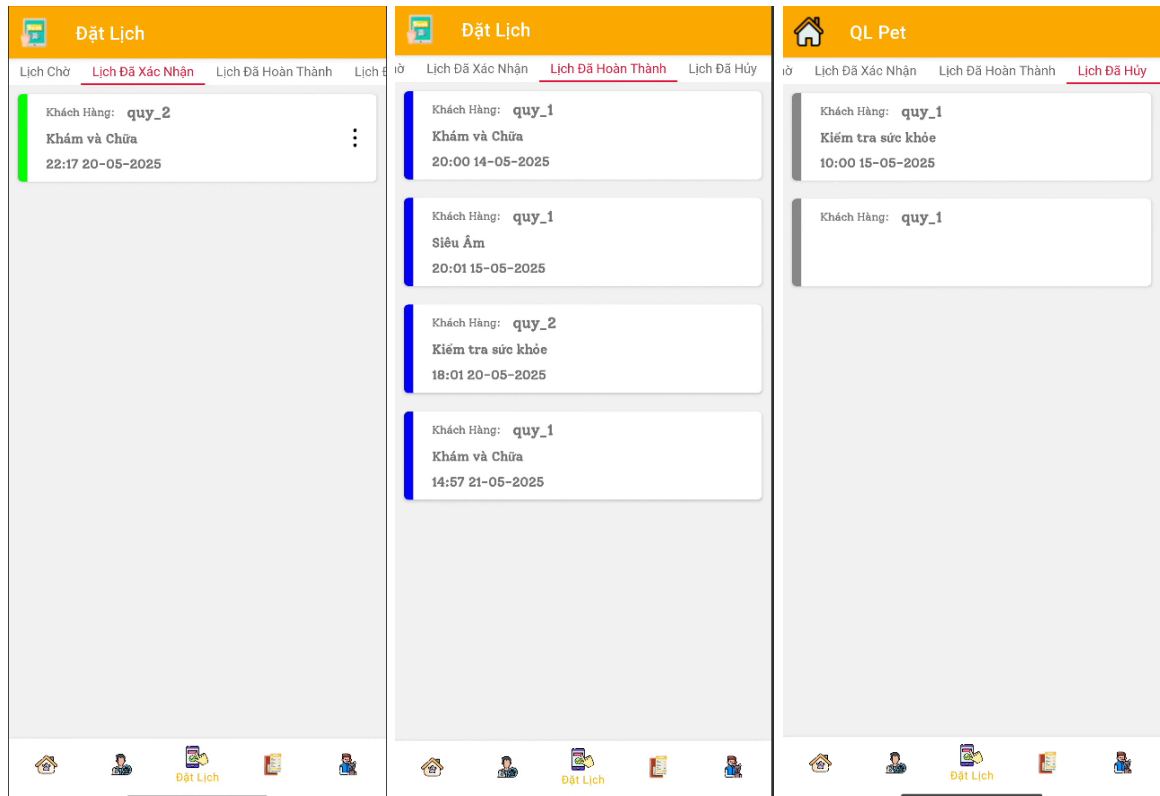 Đặt Lịch
Lịch Chờ Lịch Đã Xác Nhận Lịch Đã Hoàn Thành Lịch
Khách Hàng: quy_2
Khám và Chữa
22:17 20-05-2025
Đặt Lịch
Đặt Lịch
ờ Lịch Đã Xác Nhận Lịch Đã Hoàn Thành Lịch Đã Hủy
Khách Hàng: quy_1
Khám và Chữa
20:00 14-05-2025
Khách Hàng: quy_1
Siêu Âm
20:01 15-05-2025
Khách Hàng: quy_2
Kiểm tra sức khỏe
18:01 20-05-2025
Khách Hàng: quy_1
Khám và Chữa
14:57 21-05-2025
Đặt Lịch
QL Pet
ờ Lịch Đã Xác Nhận Lịch Đã Hoàn Thành Lịch Đã Hủy
Khách Hàng: quy_1
Kiểm tra sức khỏe
10:00 15-05-2025
Khách Hàng: quy_1
Đặt Lịch